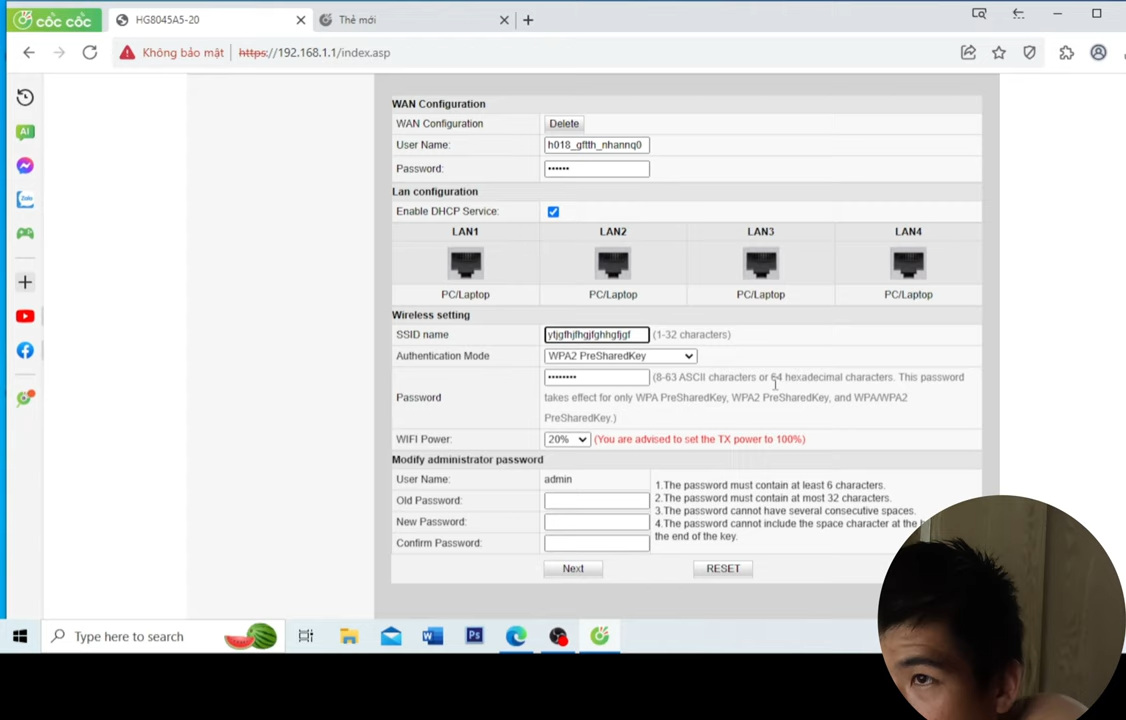 cốc cốc
HG8045A5-20
Thẻ mới
Không bảo mật
https://192.168.1.1/index.asp
WAN Configuration
WAN Configuration Delete
User Name: h018_gftth_nhannq0
Password: ••••••
Lan configuration
Enable DHCP Service:
LAN1 LAN2 LAN3 LAN4
PC/Laptop PC/Laptop PC/Laptop PC/Laptop
Wireless setting
SSID name ytjgfhjfhgjfghhgfjgf (1-32 characters)
Authentication Mode WPA2 PreSharedKey
•••••••• (8-63 ASCII characters or 64 hexadecimal characters. This password
Password takes effect for only WPA PreSharedKey, WPA2 PreSharedKey, and WPA/WPA2
PreSharedKey.)
WIFI Power: 20% (You are advised to set the TX power to 100%)
Modify administrator password
User Name: admin
Old Password:
New Password:
Confirm Password:
1.The password must contain at least 6 characters.
2.The password must contain at most 32 characters.
3.The password cannot have several consecutive spaces.
4.The password cannot include the space character at the
the end of the key.
Next RESET
AI
Zalo
Type here to search
W
Ps